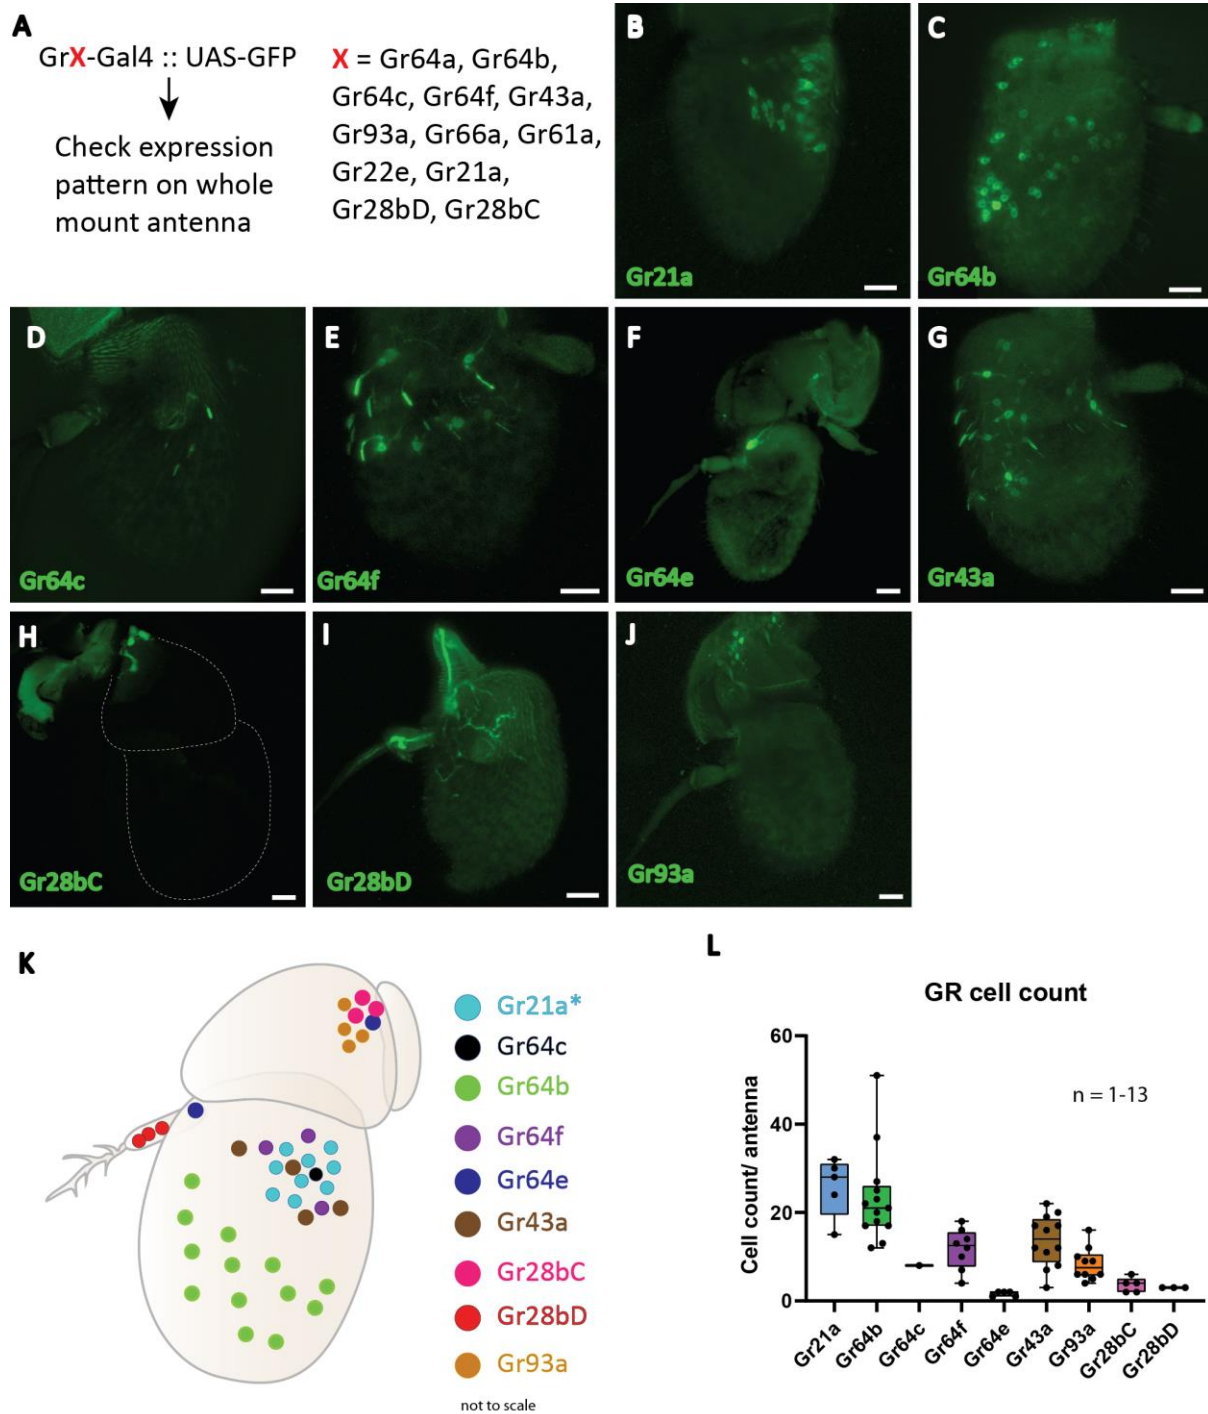 A
GrX-Gal4 :: UAS-GFP
Check expression
pattern on whole
mount antenna
X = Gr64a, Gr64b,
Gr64c, Gr64f, Gr43a,
Gr93a, Gr66a, Gr61a,
Gr22e, Gr21a,
Gr28bD, Gr28bC
B
Gr21a
C
Gr64b
D
Gr64c
E
Gr64f
F
Gr64e
G
Gr43a
H
Gr28bC
I
Gr28bD
J
Gr93a
K
Gr21a*
Gr64c
Gr64b
Gr64f
Gr64e
Gr43a
Gr28bC
Gr28bD
Gr93a
not to scale
L
GR cell count
n = 1-13
Cell count/ antenna
60
40
20
0
Gr21a
Gr64b
Gr64c
Gr64f
Gr64e
Gr43a
Gr93a
Gr28bC
Gr28bD